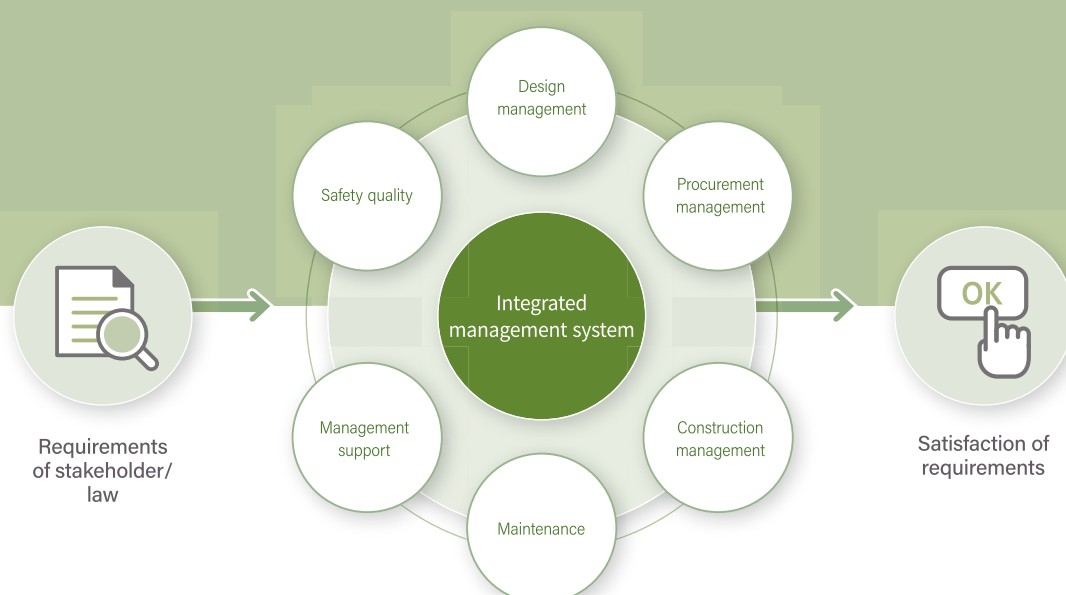 Design
management
Safety quality
Procurement
management
OK
Integrated
management system
Requirements
of stakeholder/
law
Management
support
Construction
management
Satisfaction of
requirements
Maintenance